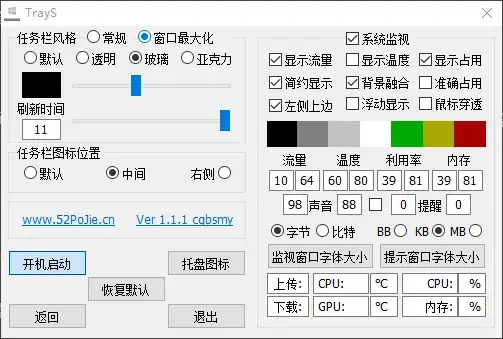 TrayS
任务栏风格 常规 窗口最大化
默认 透明 玻璃 亚克力
刷新时间
11
任务栏图标位置
默认 中间 右侧
www.52PoJie.cn Ver 1.1.1 cgbsmy
开机启动 托盘图标
恢复默认
返回 退出
系统监视
显示流量 显示温度 显示占用
简约显示 背景融合 准确占用
左侧上边 浮动显示 鼠标穿透
流量 温度 利用率 内存
10 64 60 80 39 81 39 81
98 声音 88 0 提醒 0
字节 比特 BB KB MB
监视窗口字体大小 提示窗口字体大小
上传: CPU: ℃ CPU: %
下载: GPU: ℃ 内存: %